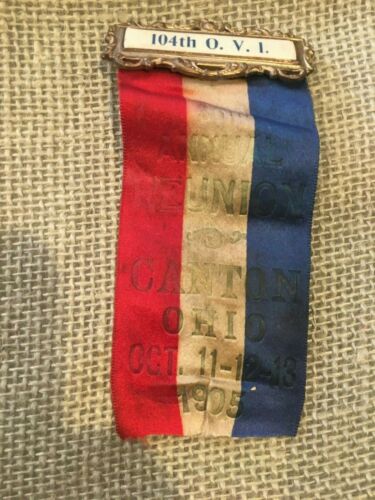 104th O. V. I.
ANNUAL
REUNION
CANTON
OHIO
OCT. 11-12-13
1905